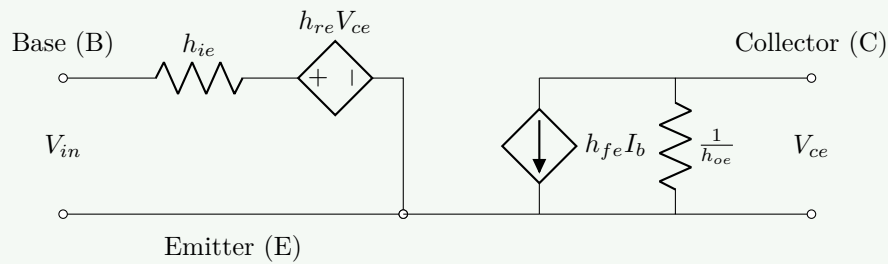 h_{re}V_{ce}
Base (B)
h_{ie}
Collector (C)
+ −
V_{in}
h_{fe}I_b
\frac{1}{h_{oe}}
V_{ce}
Emitter (E)